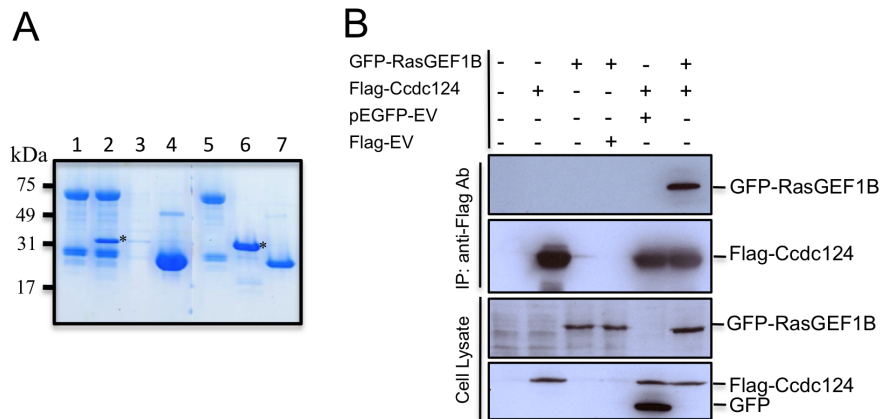 A
B
GFP-RasGEF1B - - + + - +
Flag-Ccdc124 - + - - + +
pEGFP-EV - - - - + -
Flag-EV - - - + - -
1 2 3 4 5 6 7
kDa
75
49
31
17
*
*
IP: anti-Flag Ab
GFP-RasGEF1B
Flag-Ccdc124
Cell Lysate
GFP-RasGEF1B
Flag-Ccdc124
GFP